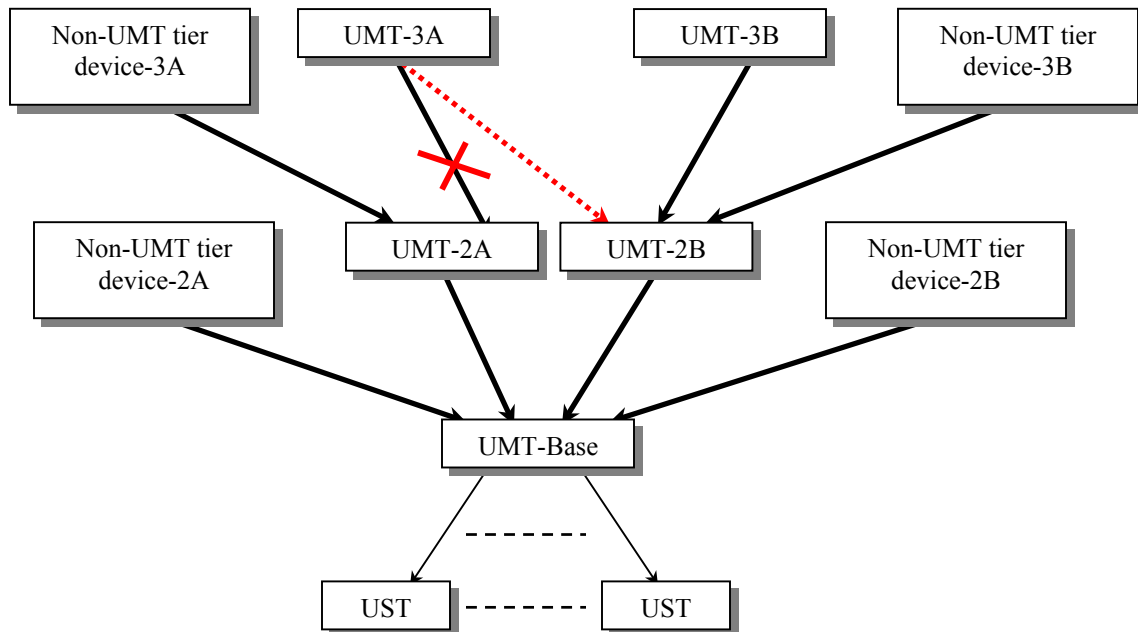 Non-UMT tier
device-3A
UMT-3A
UMT-3B
Non-UMT tier
device-3B
Non-UMT tier
device-2A
UMT-2A
UMT-2B
Non-UMT tier
device-2B
UMT-Base
UST
UST